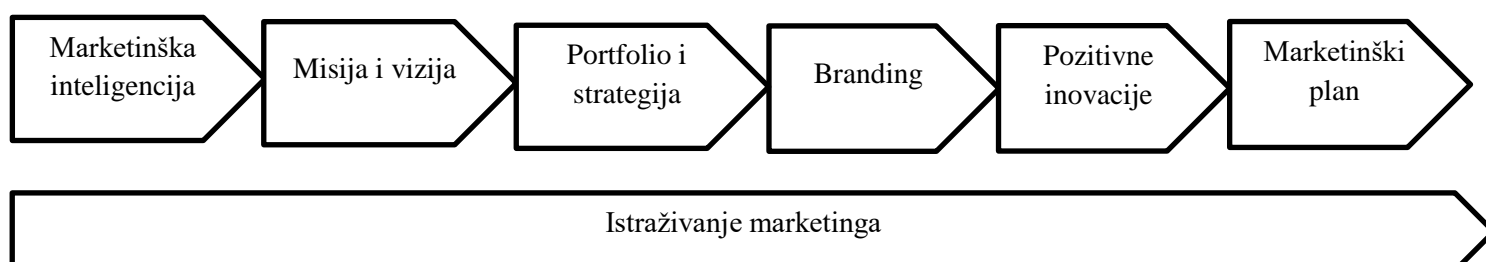 Marketinška
inteligencija
Misija i vizija
Portfolio i
strategija
Branding
Pozitivne
inovacije
Marketinški
plan
Istraživanje marketinga